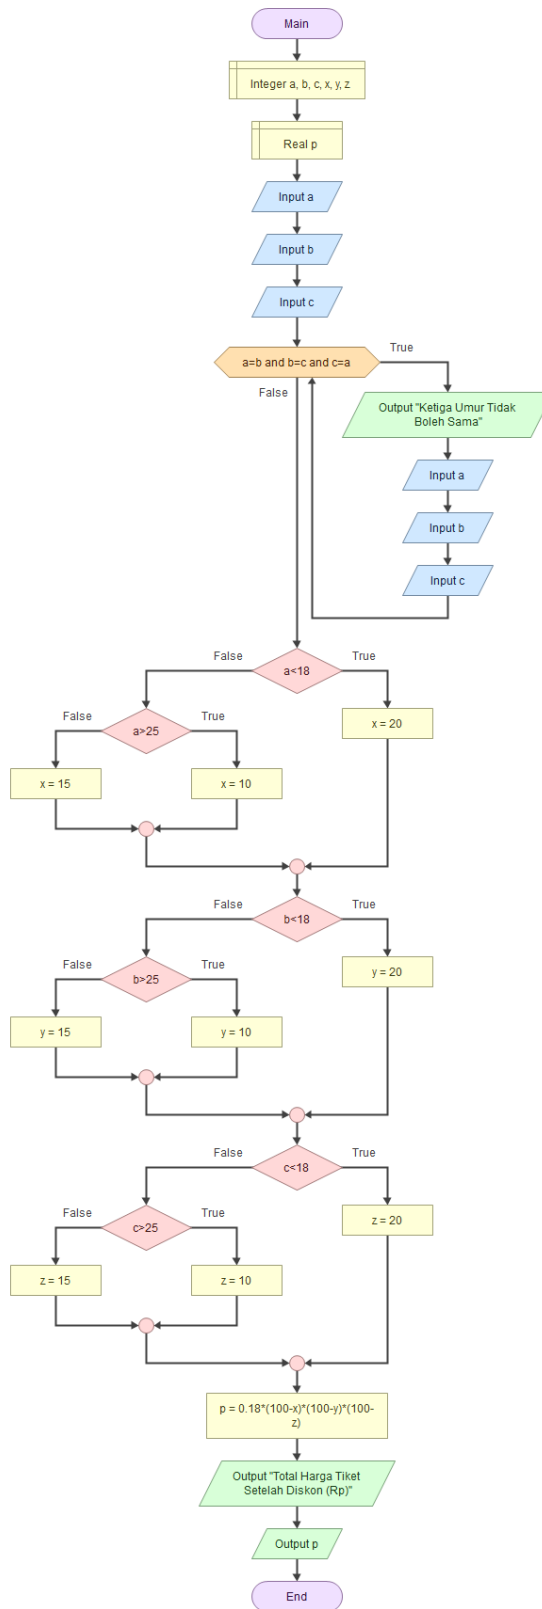 Main
Integer a, b, c, x, y, z
Real p
Input a
Input b
Input c
a=b and b=c and c=a
True
False
Output "Ketiga Umur Tidak
Boleh Sama"
Input a
Input b
Input c
False
a<18
True
False
a>25
True
x = 20
x = 15
x = 10
False
b<18
True
False
b>25
True
y = 20
y = 15
y = 10
False
c<18
True
False
c>25
True
z = 20
z = 15
z = 10
p = 0.18*(100-x)*(100-y)*(100-
z)
Output "Total Harga Tiket
Setelah Diskon (Rp)"
Output p
End